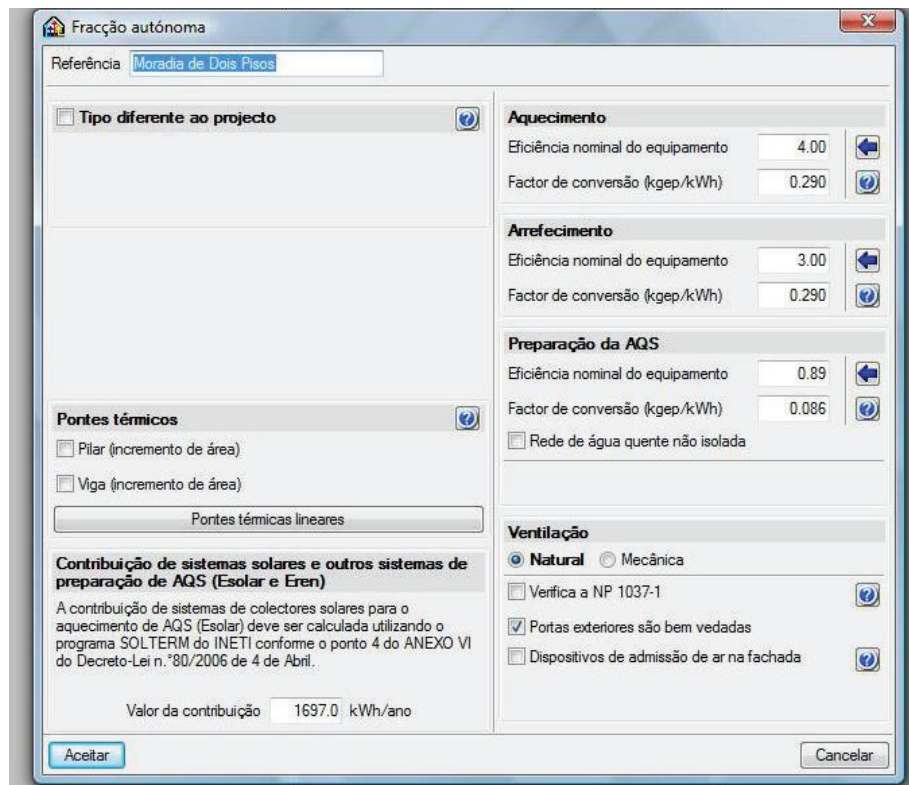 Fracção autónoma
Referência Moradia de Dois Pisos
Tipo diferente ao projecto
Pontes térmicos
Pilar (incremento de área)
Viga (incremento de área)
Pontes térmicas lineares
Contribuição de sistemas solares e outros sistemas de
preparação de AQS (Esolar e Eren)
A contribuição de sistemas de colectores solares para o
aquecimento de AQS (Esolar) deve ser calculada utilizando o
programa SOLTERM do INETI conforme o ponto 4 do ANEXO VI
do Decreto-Lei n.°80/2006 de 4 de Abril.
Valor da contribuição 1697.0 kWh/ano
Aquecimento
Eficiência nominal do equipamento 4.00
Factor de conversão (kgep/kWh) 0.290
Arrefecimento
Eficiência nominal do equipamento 3.00
Factor de conversão (kgep/kWh) 0.290
Preparação da AQS
Eficiência nominal do equipamento 0.89
Factor de conversão (kgep/kWh) 0.086
Rede de água quente não isolada
Ventilação
Natural Mecânica
Verifica a NP 1037-1
Portas exteriores são bem vedadas
Dispositivos de admissão de ar na fachada
Aceitar
Cancelar